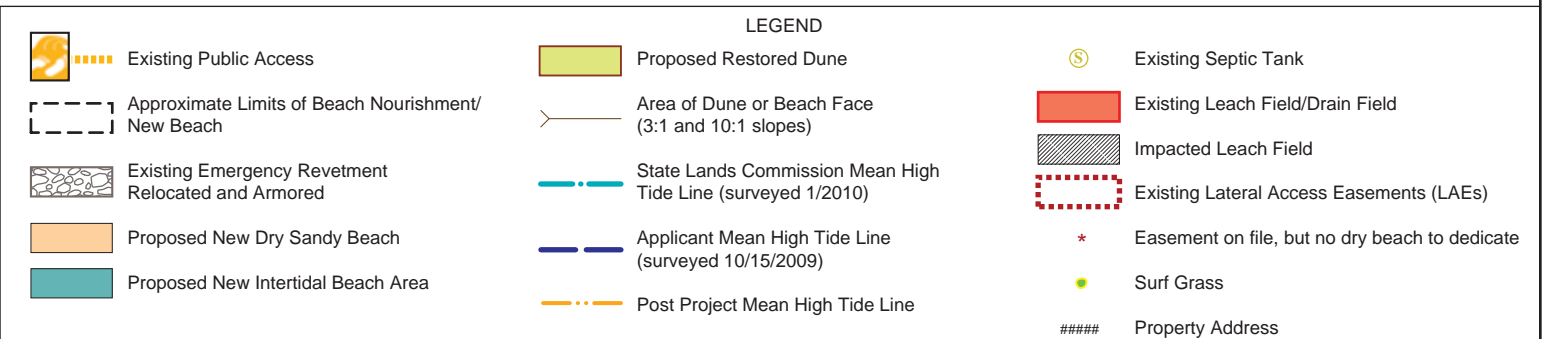 LEGEND
Existing Public Access
Approximate Limits of Beach Nourishment/
New Beach
Existing Emergency Revetment
Relocated and Armored
Proposed New Dry Sandy Beach
Proposed New Intertidal Beach Area
Proposed Restored Dune
Area of Dune or Beach Face
(3:1 and 10:1 slopes)
State Lands Commission Mean High
Tide Line (surveyed 1/2010)
Applicant Mean High Tide Line
(surveyed 10/15/2009)
Post Project Mean High Tide Line
S Existing Septic Tank
Existing Leach Field/Drain Field
Impacted Leach Field
Existing Lateral Access Easements (LAEs)
* Easement on file, but no dry beach to dedicate
Surf Grass
##### Property Address